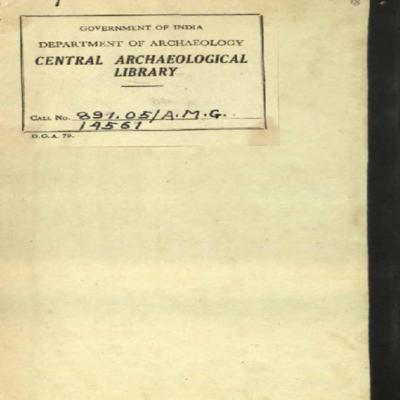 GOVERNMENT OF INDIA
DEPARTMENT OF ARCHAEOLOGY
CENTRAL ARCHAEOLOGICAL
LIBRARY
CALL No. 891.05/A.M.G.
14561
D.G.A. 79.